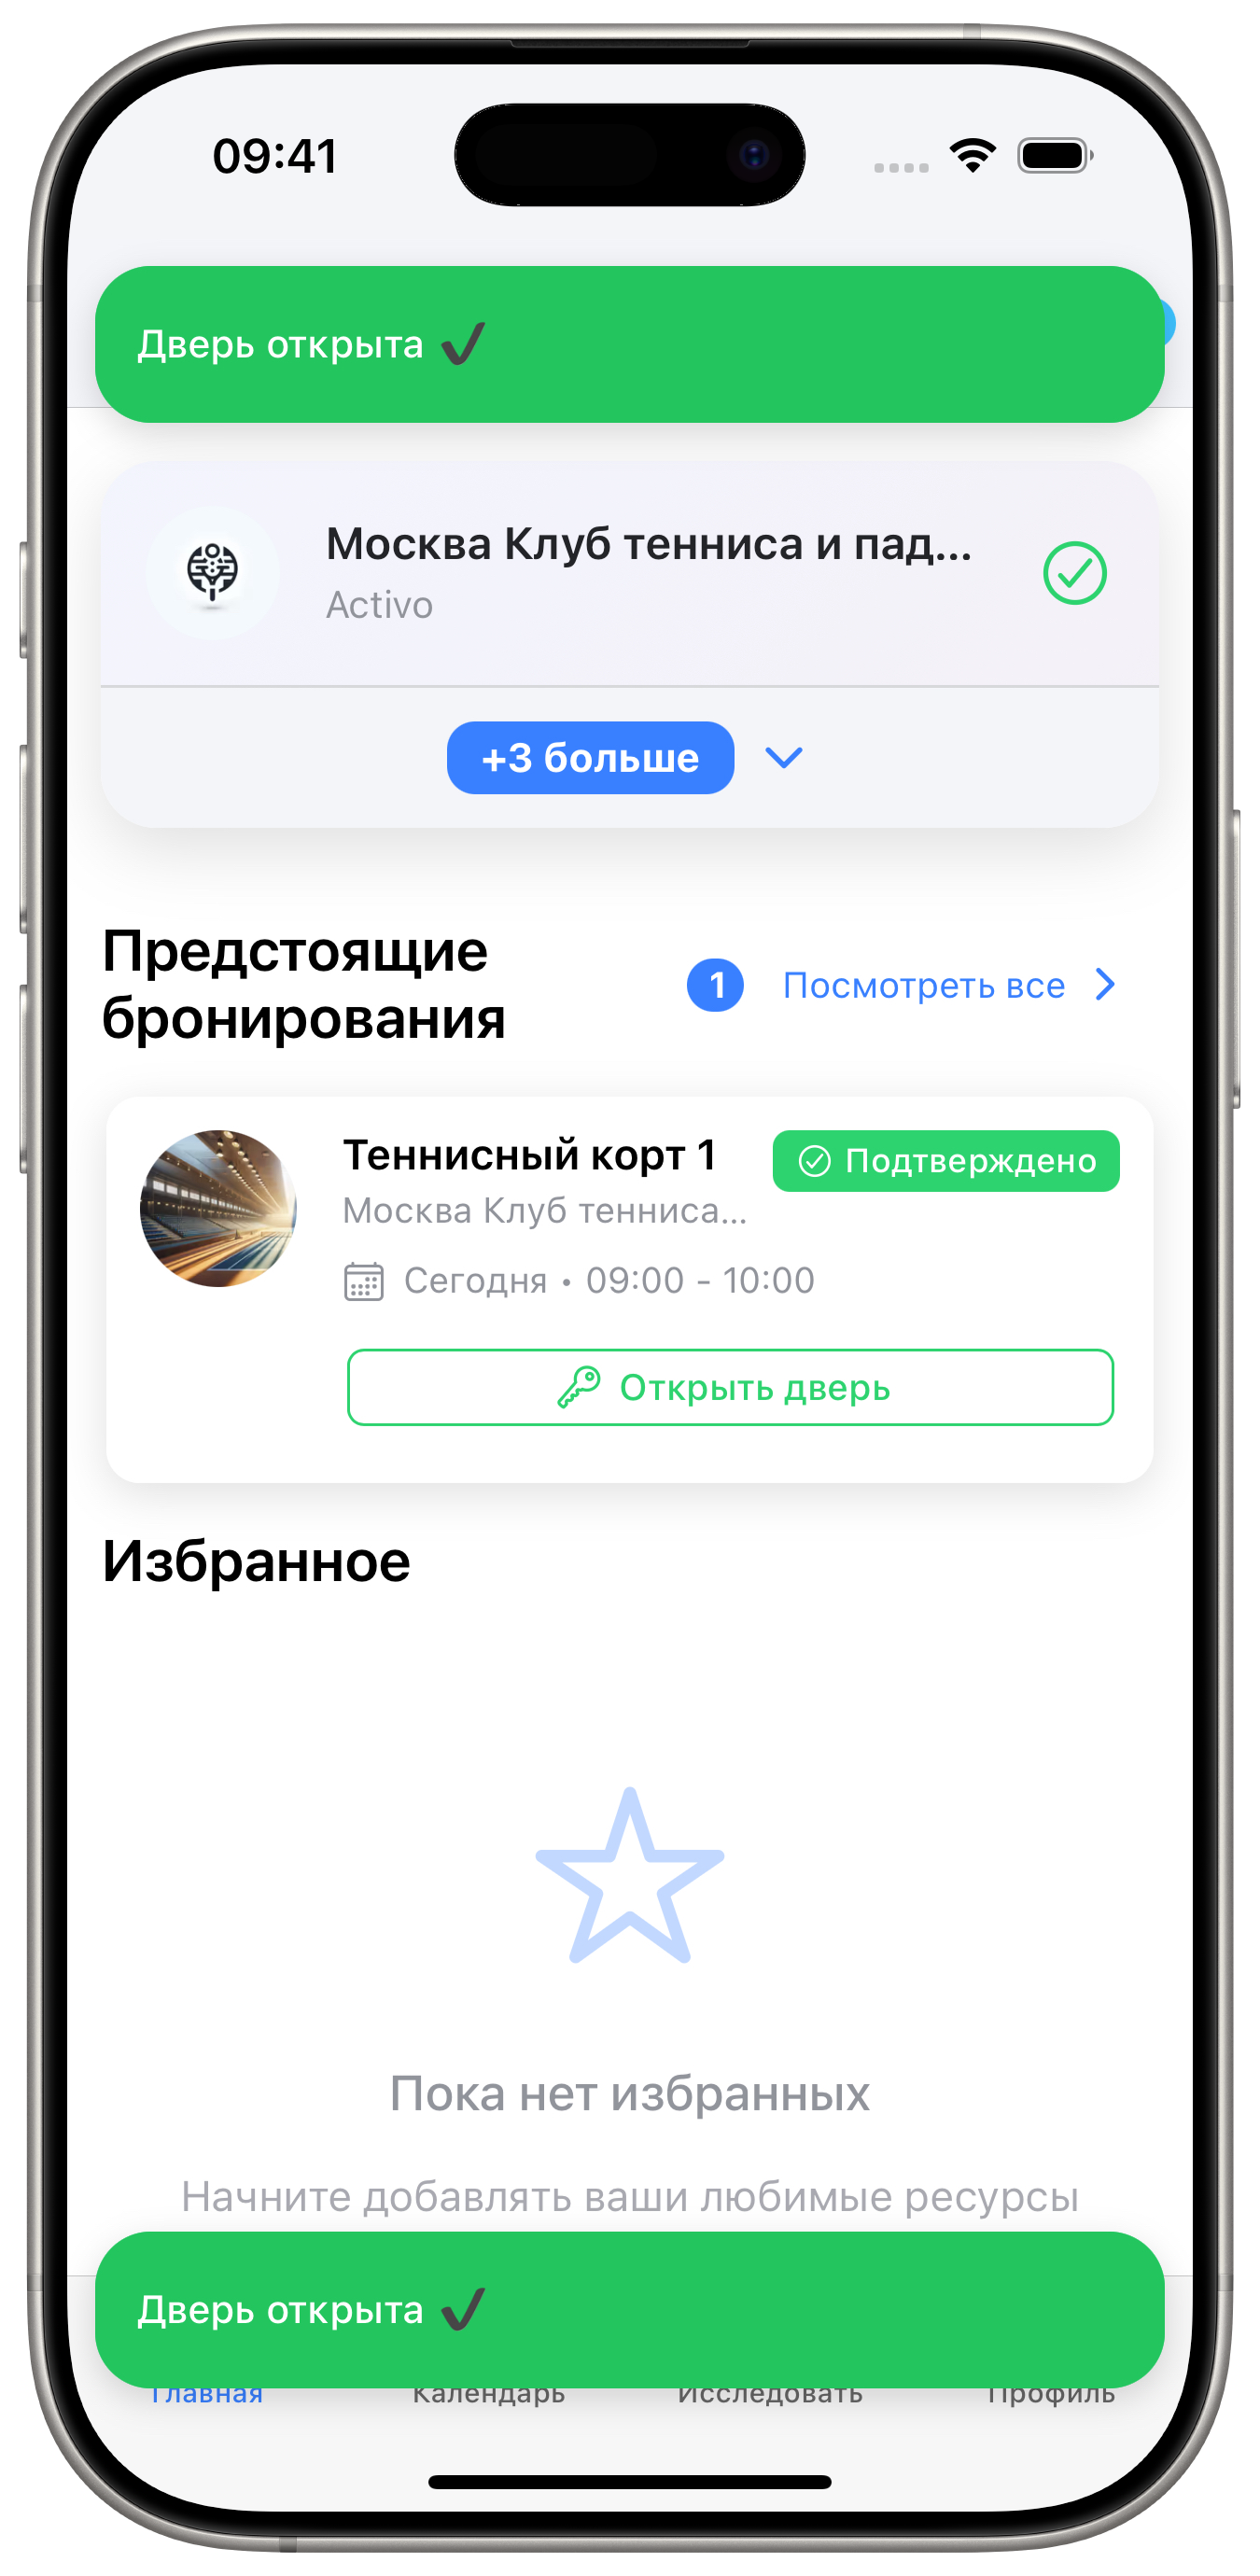 09:41
Дверь открыта ✔
Москва Клуб тенниса и пад...
Activo
+3 больше
Предстоящие
бронирования
1 Посмотреть все
Теннисный корт 1
Подтверждено
Москва Клуб тенниса...
Сегодня • 09:00 - 10:00
Открыть дверь
Избранное
Пока нет избранных
Начните добавлять ваши любимые ресурсы
Дверь открыта ✔
Главная Календарь Исследовать Профиль